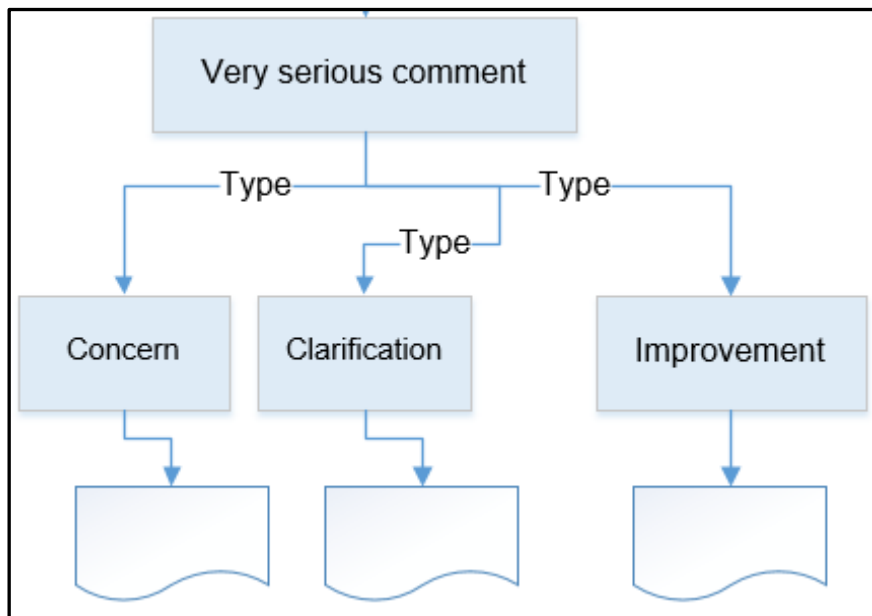 Very serious comment
Type
Type
Type
Concern
Clarification
Improvement